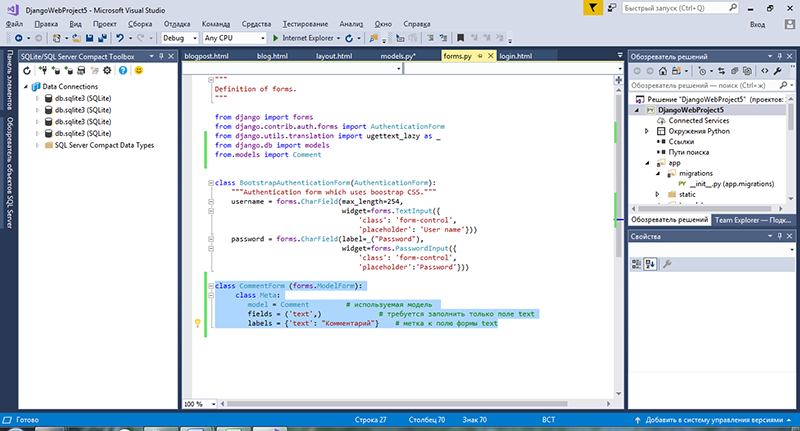 DjangoWebProject5 - Microsoft Visual Studio
Быстрый запуск (Ctrl+Q)
Файл Правка Вид Проект Сборка Отладка Команда Сервис Тест Анализ Окно Справка
Вход
Debug Any CPU Internet Explorer
Панель элементов
Обозреватель объектов SQL Server
SQLite/SQL Server Compact Toolbox
Data Connections
db.sqlite3 (SQLite)
db.sqlite3 (SQLite)
db.sqlite3 (SQLite)
db.sqlite3 (SQLite)
SQL Server Compact Data Types
blogpost.html blog.html layout.html models.py* forms.py login.html
"""
Definition of forms.
"""
from django import forms
from django.contrib.auth.forms import AuthenticationForm
from django.utils.translation import ugettext_lazy as _
from django.db import models
from.models import Comment
class BootstrapAuthenticationForm(AuthenticationForm):
"""Authentication form which uses boostrap CSS."""
username = forms.CharField(max_length=254,
widget=forms.TextInput({
'class': 'form-control',
'placeholder': 'User name'}))
password = forms.CharField(label=_("Password"),
widget=forms.PasswordInput({
'class': 'form-control',
'placeholder':'Password'}))
class CommentForm (forms.ModelForm):
class Meta:
model = Comment # используемая модель
fields = ('text',) # требуется заполнить только поле text
labels = {'text': "Комментарий"} # метка к полю формы text
100 %
Обозреватель решений
Обозреватель решений — поиск (Ctrl+ж)
Решение "DjangoWebProject5" (проектов:
DjangoWebProject5
Connected Services
Окружения Python
Ссылки
Пути поиска
app
migrations
__init__.py (app.migrations)
static
Обозреватель решений Team Explorer — Подк...
Свойства
Готово Строка 27 Столбец 70 Знак 70 ВСТ Добавить в систему управления версиями